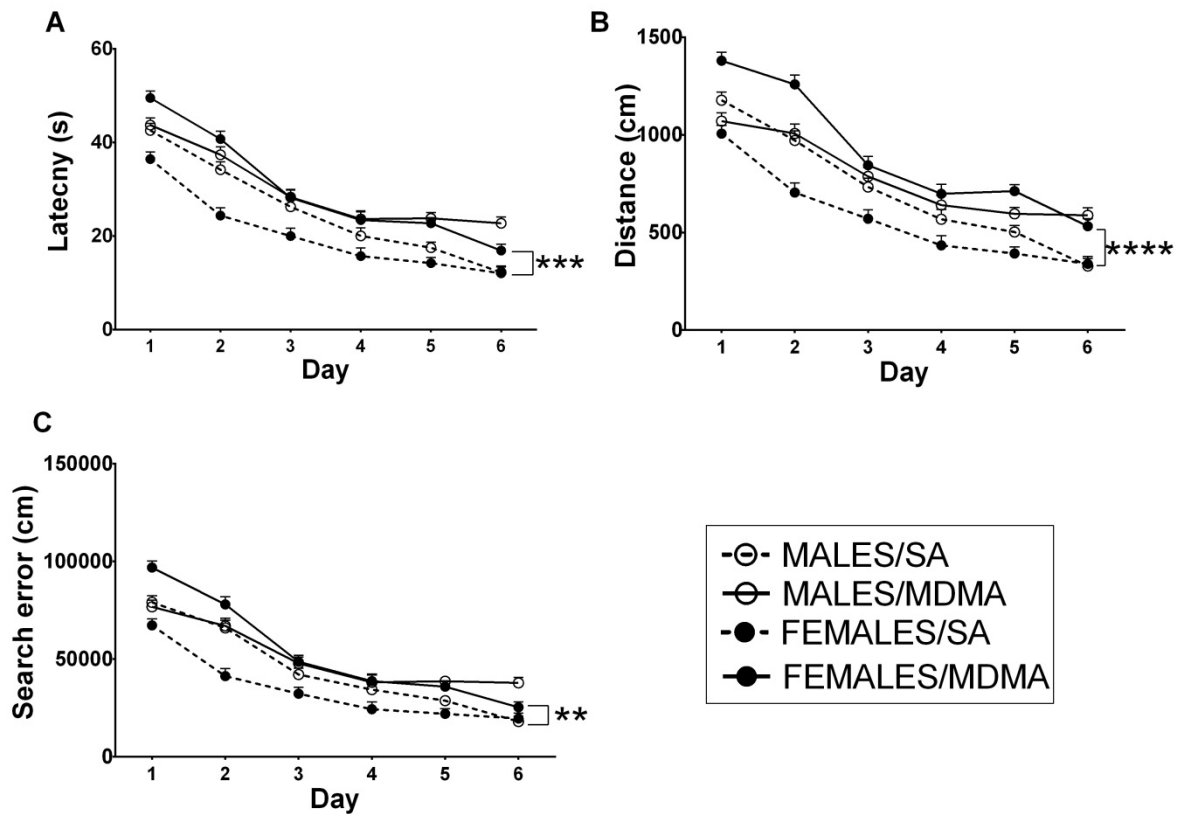 A
60
40
20
0
Latecny (s)
1 2 3 4 5 6
Day
***
B
1500
1000
500
0
Distance (cm)
1 2 3 4 5 6
Day
****
C
150000
100000
50000
0
Search error (cm)
1 2 3 4 5 6
Day
**
MALES/SA
MALES/MDMA
FEMALES/SA
FEMALES/MDMA